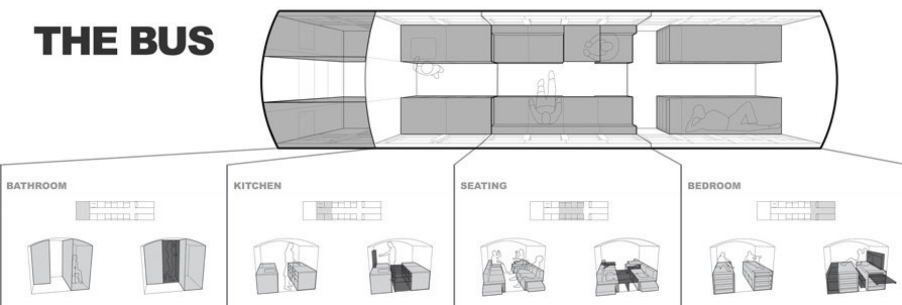 THE BUS
BATHROOM
KITCHEN
SEATING
BEDROOM